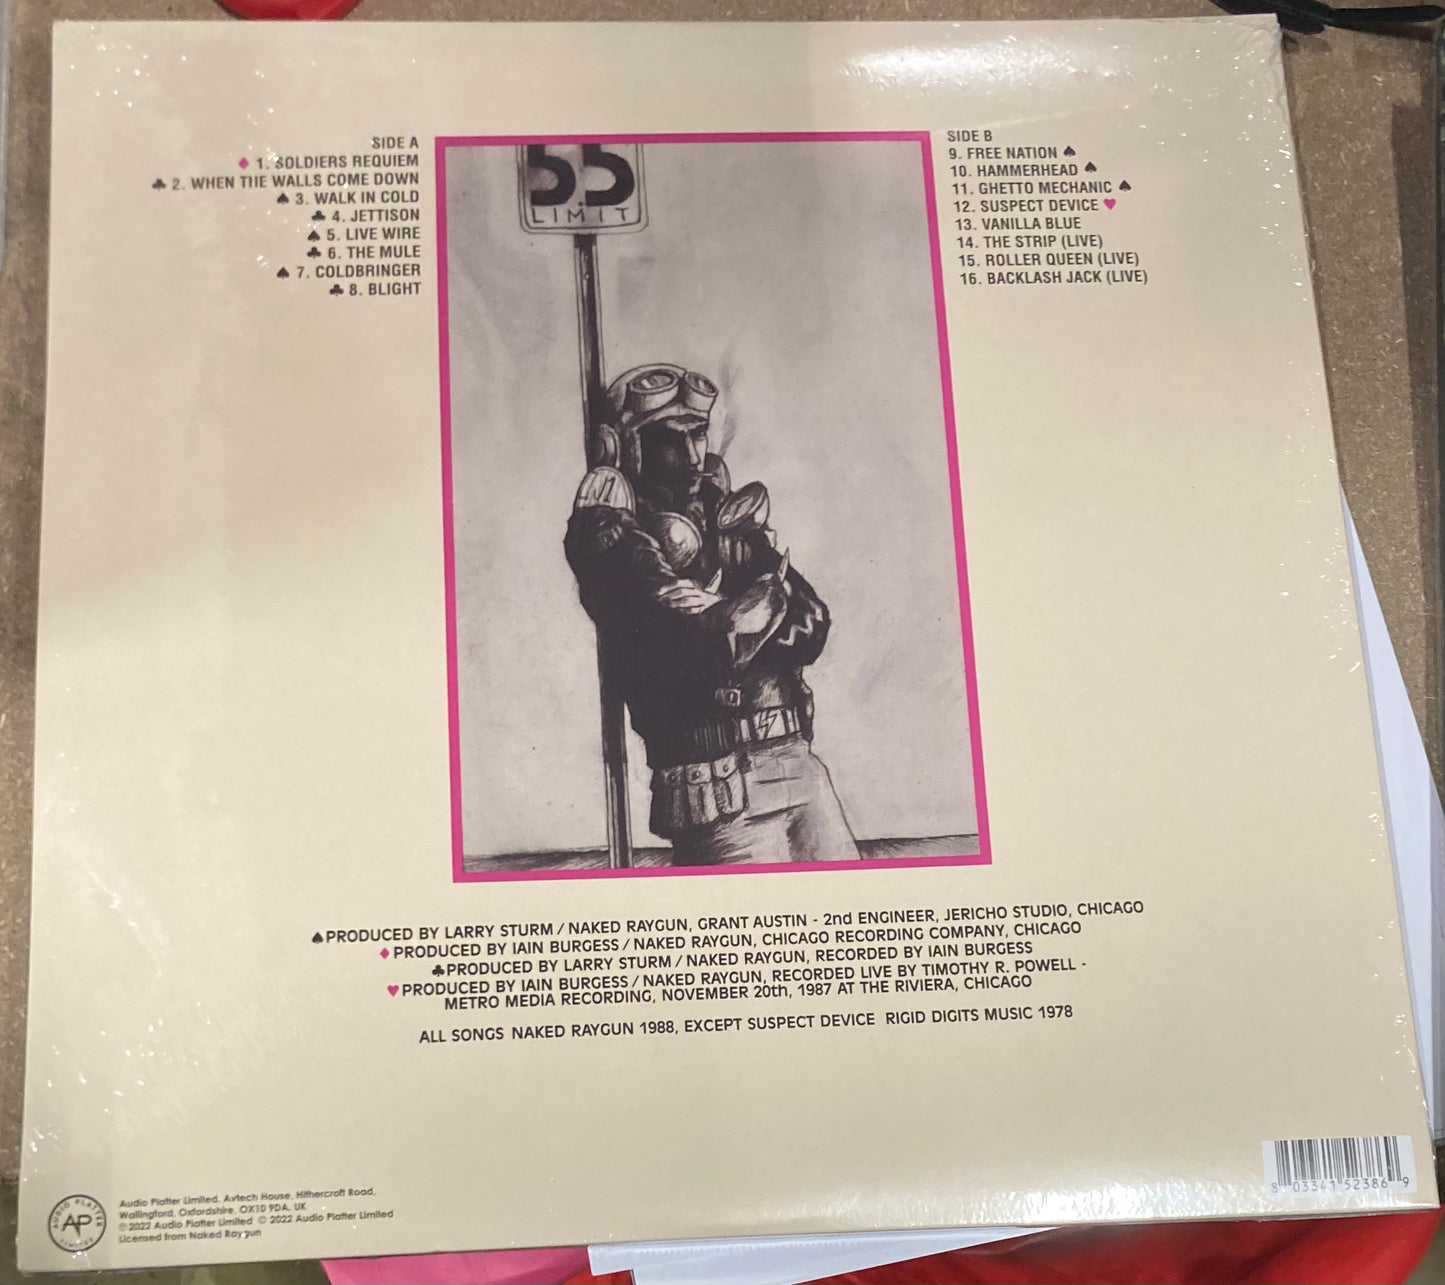 SIDE A
♦ 1. SOLDIERS REQUIEM
♣ 2. WHEN THE WALLS COME DOWN
♠ 3. WALK IN COLD
♣ 4. JETTISON
♠ 5. LIVE WIRE
♣ 6. THE MULE
♠ 7. COLDBRINGER
♣ 8. BLIGHT
SIDE B
9. FREE NATION ♠
10. HAMMERHEAD ♠
11. GHETTO MECHANIC ♠
12. SUSPECT DEVICE ♥
13. VANILLA BLUE
14. THE STRIP (LIVE)
15. ROLLER QUEEN (LIVE)
16. BACKLASH JACK (LIVE)
55
LIMIT
♠PRODUCED BY LARRY STURM / NAKED RAYGUN, GRANT AUSTIN - 2nd ENGINEER, JERICHO STUDIO, CHICAGO
♦PRODUCED BY IAIN BURGESS / NAKED RAYGUN, CHICAGO RECORDING COMPANY, CHICAGO
♣PRODUCED BY LARRY STURM / NAKED RAYGUN, RECORDED BY IAIN BURGESS
♥PRODUCED BY IAIN BURGESS / NAKED RAYGUN, RECORDED LIVE BY TIMOTHY R. POWELL -
METRO MEDIA RECORDING, NOVEMBER 20th, 1987 AT THE RIVIERA, CHICAGO
ALL SONGS NAKED RAYGUN 1988, EXCEPT SUSPECT DEVICE RIGID DIGITS MUSIC 1978
AUDIO PLATTER
AP
LIMITED
Audio Platter Limited. Avtech House, Hithercroft Road,
Wallingford, Oxfordshire, OX10 9DA, UK
℗2022 Audio Platter Limited © 2022 Audio Platter Limited
Licensed from Naked Raygun
8 03341 52386 9